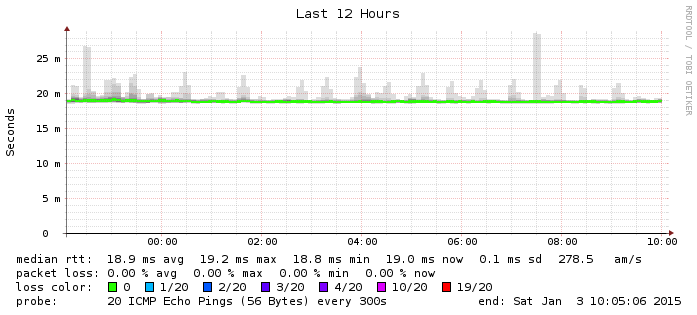 Last 12 Hours
RRDTOOL / TOBI OETIKER
Seconds
25 m
20 m
15 m
10 m
5 m
0
00:00 02:00 04:00 06:00 08:00 10:00
median rtt: 18.9 ms avg 19.2 ms max 18.8 ms min 19.0 ms now 0.1 ms sd 278.5 am/s
packet loss: 0.00 % avg 0.00 % max 0.00 % min 0.00 % now
loss color: 0 1/20 2/20 3/20 4/20 10/20 19/20
probe: 20 ICMP Echo Pings (56 Bytes) every 300s end: Sat Jan 3 10:05:06 2015